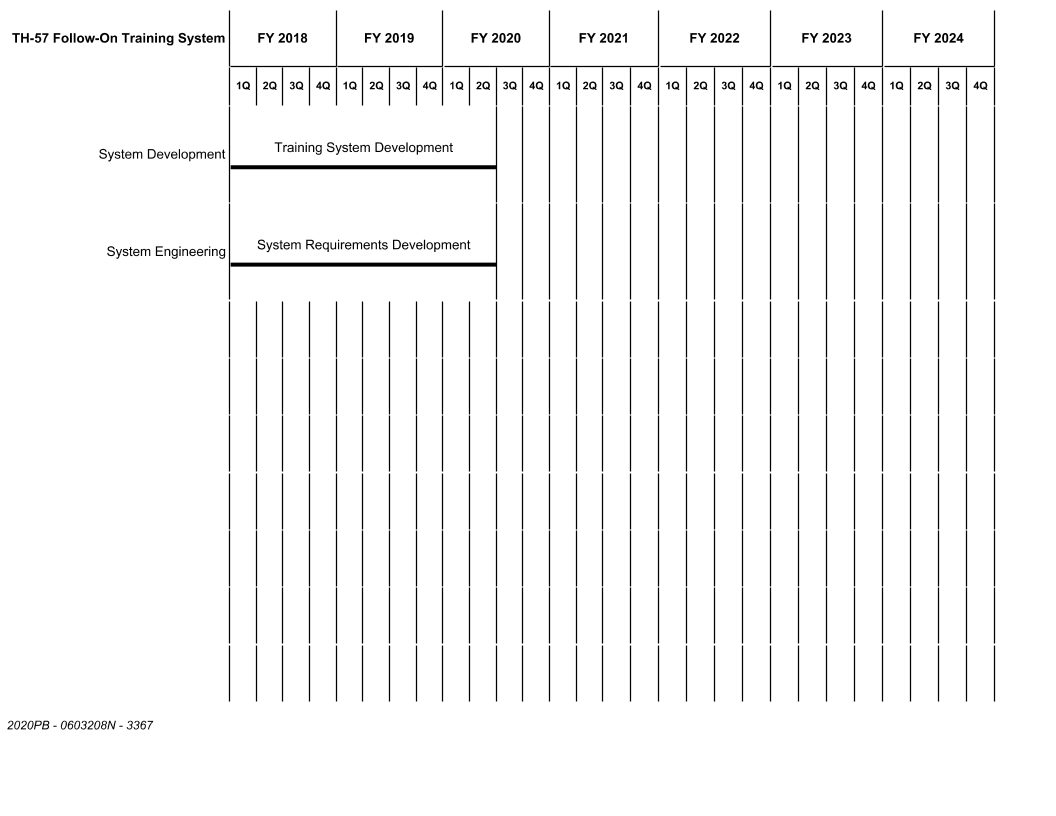 TH-57 Follow-On Training System FY 2018 FY 2019 FY 2020 FY 2021 FY 2022 FY 2023 FY 2024
1Q 2Q 3Q 4Q 1Q 2Q 3Q 4Q 1Q 2Q 3Q 4Q 1Q 2Q 3Q 4Q 1Q 2Q 3Q 4Q 1Q 2Q 3Q 4Q 1Q 2Q 3Q 4Q
System Development Training System Development
System Engineering System Requirements Development
2020PB - 0603208N - 3367